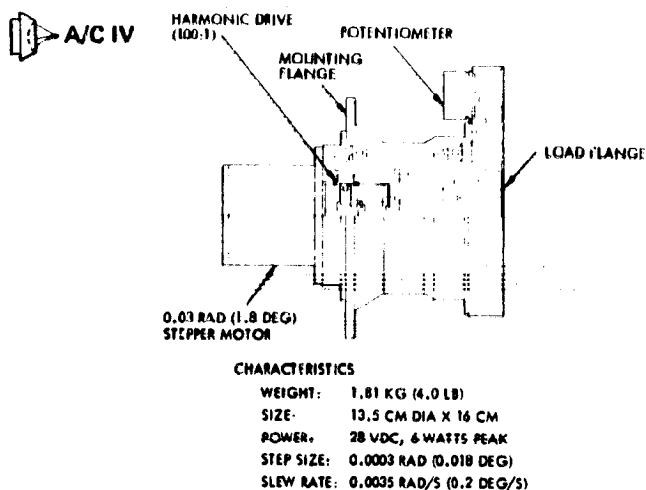 A/C IV
HARMONIC DRIVE
(100:1)
MOUNTING
FLANGE
POTENTIOMETER
LOAD FLANGE
0.03 RAD (1.8 DEG)
STEPPER MOTOR
CHARACTERISTICS
WEIGHT: 1.81 KG (4.0 LB)
SIZE: 13.5 CM DIA X 16 CM
POWER: 28 VDC, 6 WATTS PEAK
STEP SIZE: 0.0003 RAD (0.018 DEG)
SLEW RATE: 0.0035 RAD/S (0.2 DEG/S)